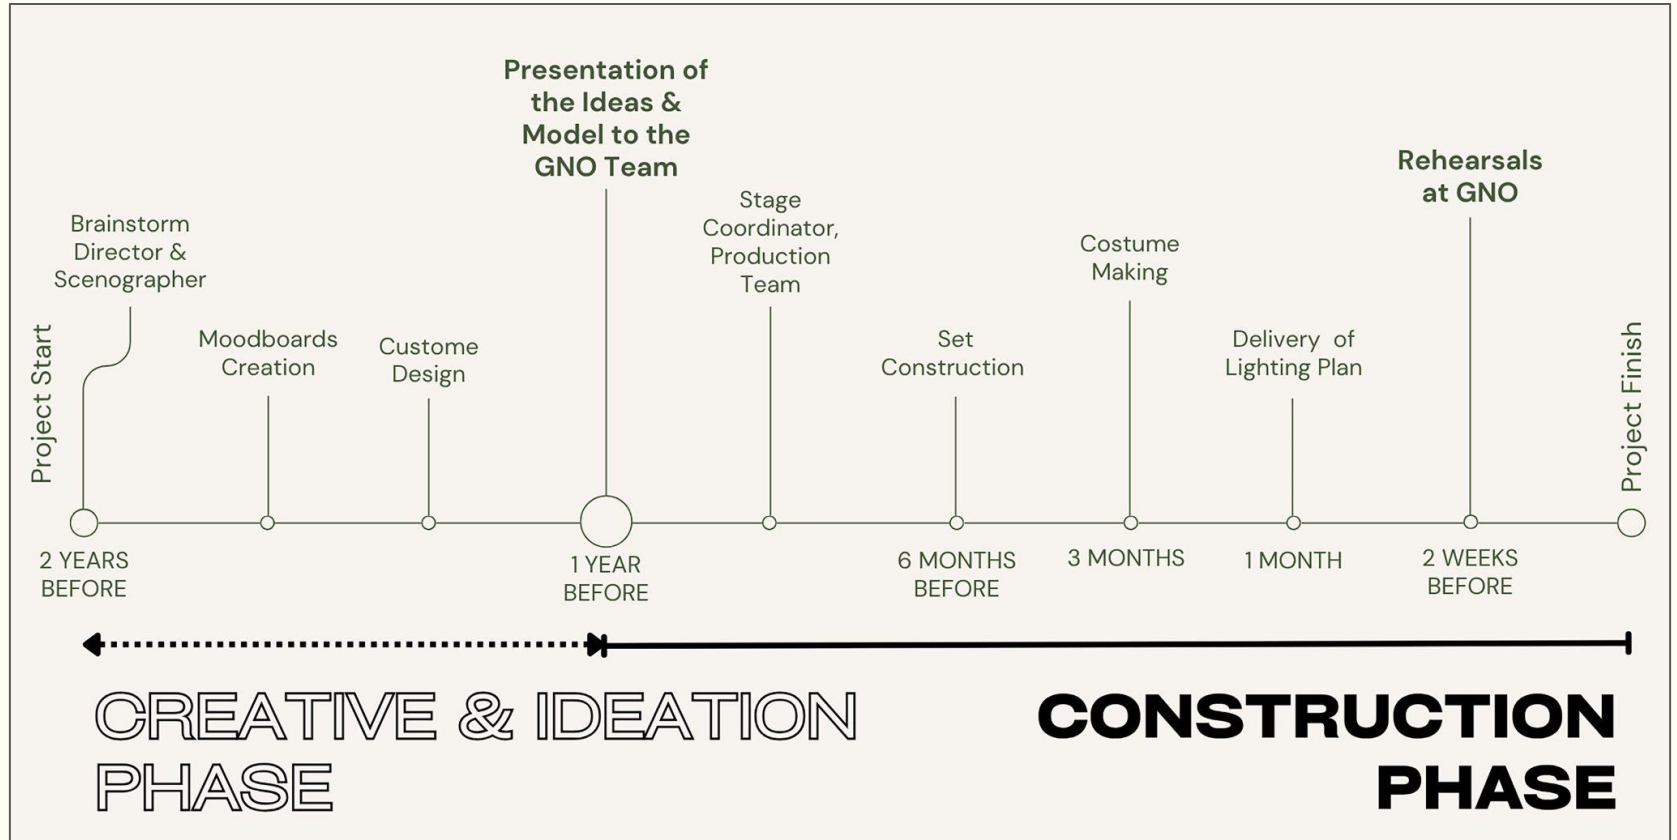 Presentation of
the Ideas &
Model to the
GNO Team
Rehearsals
at GNO
Stage
Coordinator,
Production
Team
Brainstorm
Director &
Scenographer
Costume
Making
Moodboards
Creation
Custome
Design
Set
Construction
Delivery of
Lighting Plan
Project Start
Project Finish
2 YEARS
BEFORE
1 YEAR
BEFORE
6 MONTHS
BEFORE
3 MONTHS
1 MONTH
2 WEEKS
BEFORE
CREATIVE & IDEATION
PHASE
CONSTRUCTION
PHASE